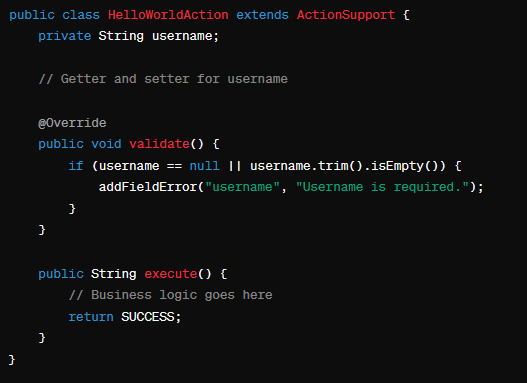 public class HelloWorldAction extends ActionSupport {
    private String username;

    // Getter and setter for username

    @Override
    public void validate() {
        if (username == null || username.trim().isEmpty()) {
            addFieldError("username", "Username is required.");
        }
    }

    public String execute() {
        // Business logic goes here
        return SUCCESS;
    }
}